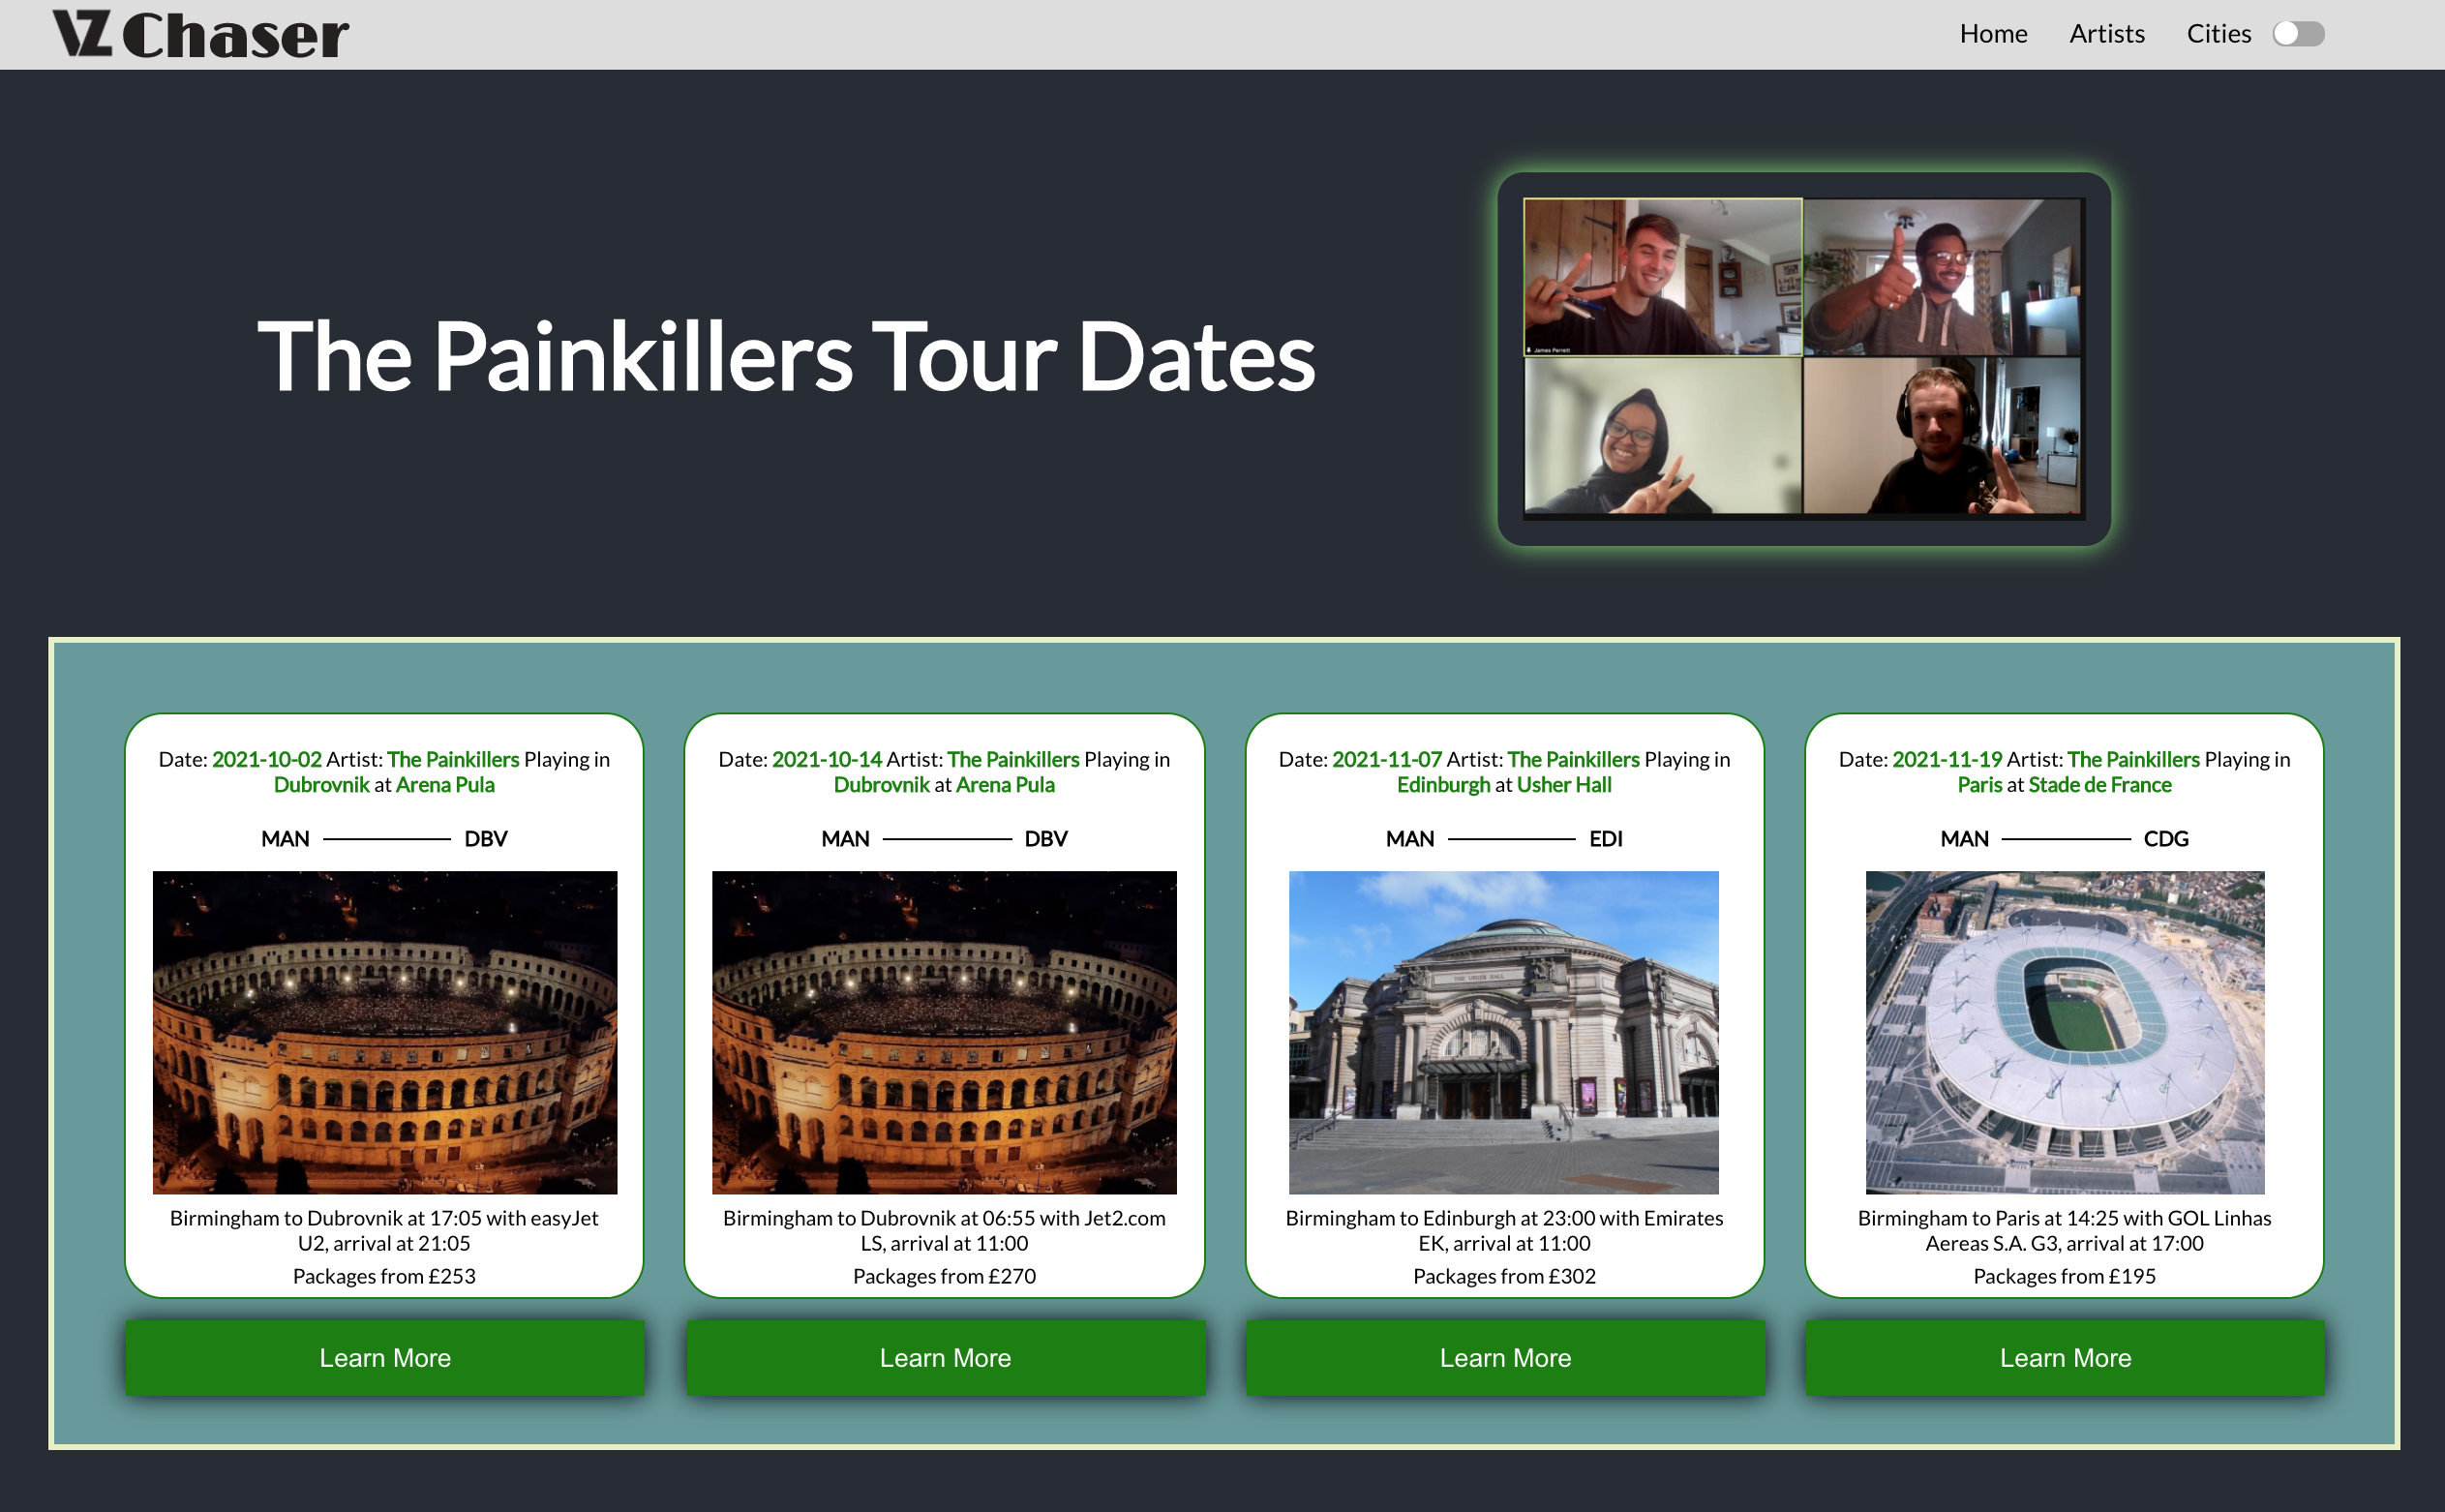 VZ Chaser
Home Artists Cities
The Painkillers Tour Dates
James Perrett
Date: 2021-10-02 Artist: The Painkillers Playing in
Dubrovnik at Arena Pula
MAN DBV
Birmingham to Dubrovnik at 17:05 with easyJet
U2, arrival at 21:05
Packages from £253
Learn More
Date: 2021-10-14 Artist: The Painkillers Playing in
Dubrovnik at Arena Pula
MAN DBV
Birmingham to Dubrovnik at 06:55 with Jet2.com
LS, arrival at 11:00
Packages from £270
Learn More
Date: 2021-11-07 Artist: The Painkillers Playing in
Edinburgh at Usher Hall
MAN EDI
THE USHER HALL
Birmingham to Edinburgh at 23:00 with Emirates
EK, arrival at 11:00
Packages from £302
Learn More
Date: 2021-11-19 Artist: The Painkillers Playing in
Paris at Stade de France
MAN CDG
Birmingham to Paris at 14:25 with GOL Linhas
Aereas S.A. G3, arrival at 17:00
Packages from £195
Learn More